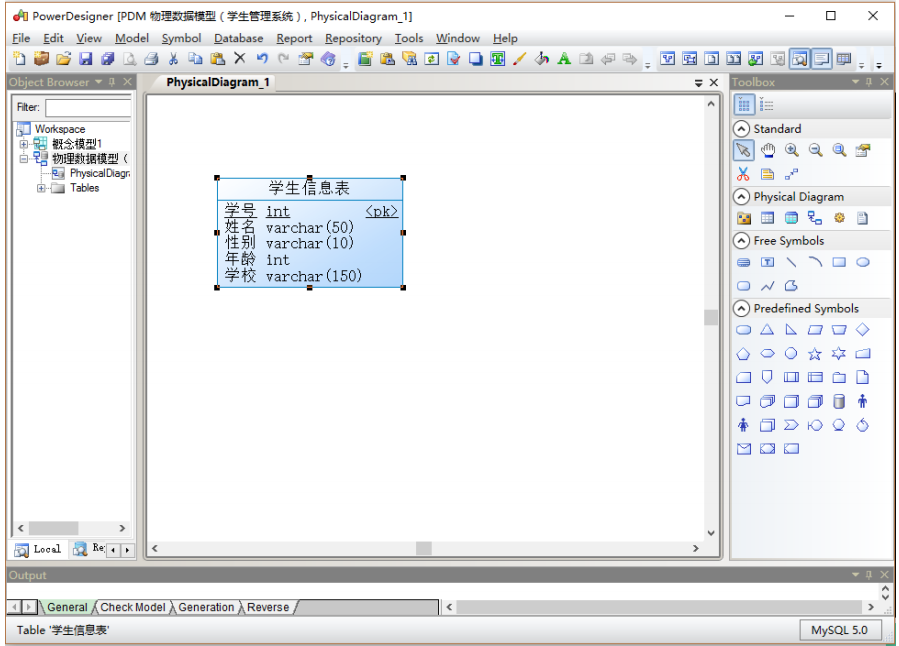 PowerDesigner [PDM 物理数据模型 ( 学生管理系统) , PhysicalDiagram_1]
File Edit View Model Symbol Database Report Repository Tools Window Help
Object Browser
PhysicalDiagram_1
Toolbox
Filter:
Workspace
概念模型1
物理数据模型 (
PhysicalDiagr
Tables
学生信息表
学号 int <pk>
姓名 varchar(50)
性别 varchar(10)
年龄 int
学校 varchar(150)
Standard
Physical Diagram
Free Symbols
Predefined Symbols
Local
Output
General
Check Model
Generation
Reverse
Table '学生信息表'
MySQL 5.0